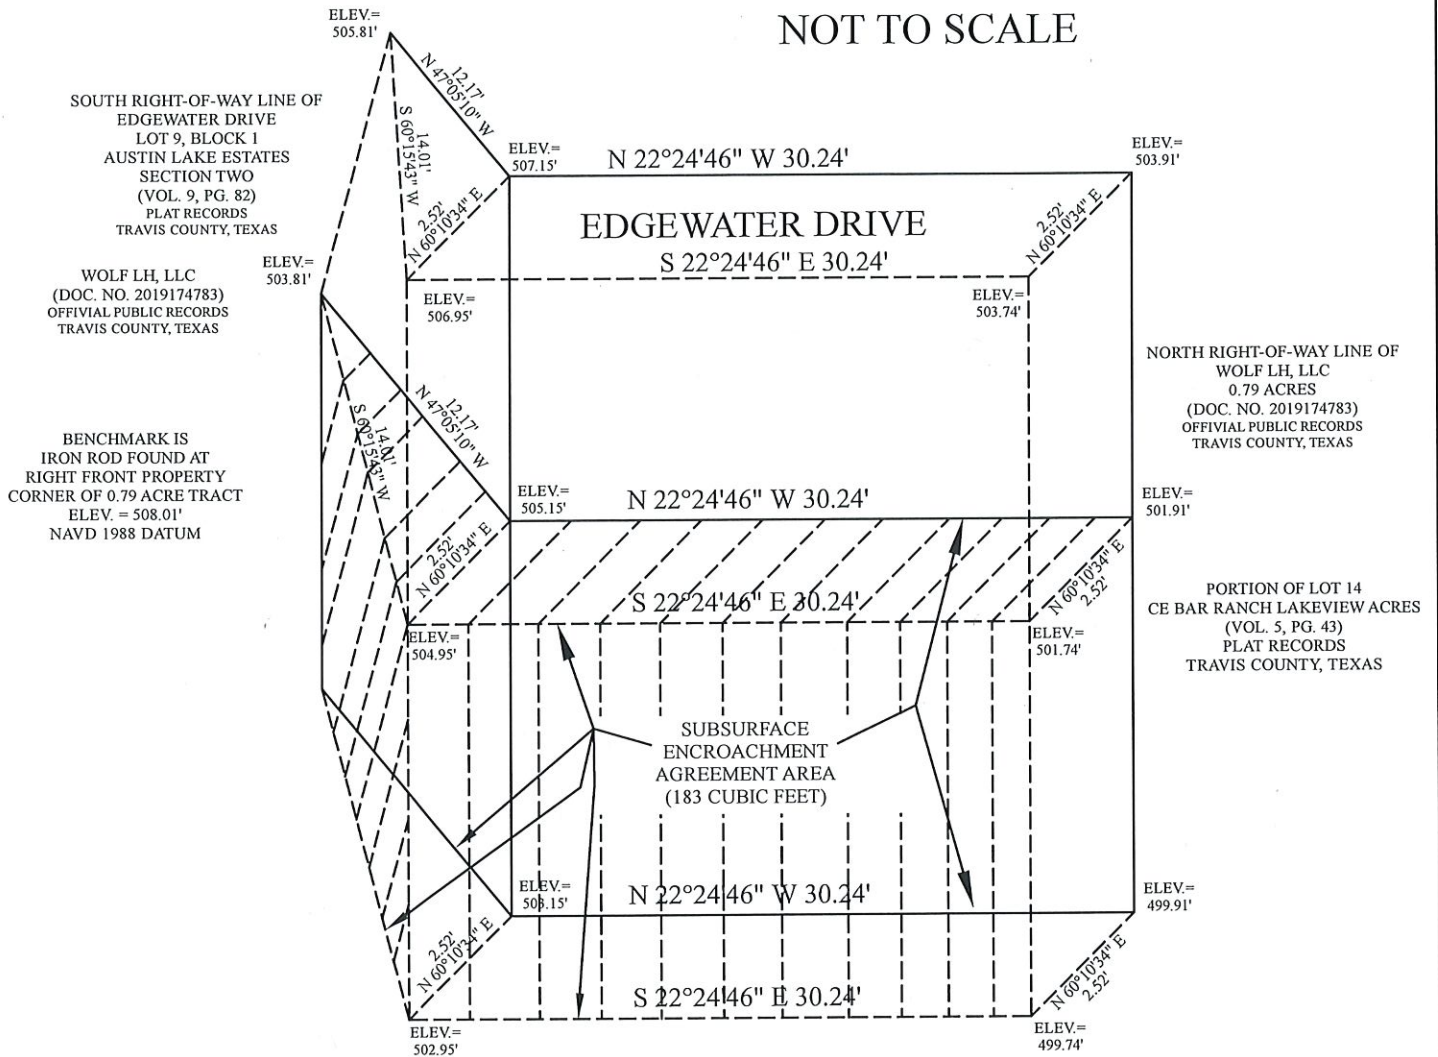 NOT TO SCALE
ELEV.=
505.81'
12.17'
N 47°05'10" W
SOUTH RIGHT-OF-WAY LINE OF
EDGEWATER DRIVE
LOT 9, BLOCK 1
AUSTIN LAKE ESTATES
SECTION TWO
(VOL. 9, PG. 82)
PLAT RECORDS
TRAVIS COUNTY, TEXAS
14.01'
S 60°15'43" W
ELEV.=
507.15'
N 22°24'46" W 30.24'
ELEV.=
503.91'
2.52'
N 60°10'34" E
EDGEWATER DRIVE
2.52'
N 60°10'34" E
S 22°24'46" E 30.24'
WOLF LH, LLC
(DOC. NO. 2019174783)
OFFIVIAL PUBLIC RECORDS
TRAVIS COUNTY, TEXAS
ELEV.=
503.81'
ELEV.=
506.95'
ELEV.=
503.74'
NORTH RIGHT-OF-WAY LINE OF
WOLF LH, LLC
0.79 ACRES
(DOC. NO. 2019174783)
OFFIVIAL PUBLIC RECORDS
TRAVIS COUNTY, TEXAS
12.17'
N 47°05'10" W
14.01'
S 60°15'43" W
BENCHMARK IS
IRON ROD FOUND AT
RIGHT FRONT PROPERTY
CORNER OF 0.79 ACRE TRACT
ELEV. = 508.01'
NAVD 1988 DATUM
ELEV.=
505.15'
N 22°24'46" W 30.24'
ELEV.=
501.91'
2.52'
N 60°10'34" E
S 22°24'46" E 30.24'
N 60°10'34" E
2.52'
PORTION OF LOT 14
CE BAR RANCH LAKEVIEW ACRES
(VOL. 5, PG. 43)
PLAT RECORDS
TRAVIS COUNTY, TEXAS
ELEV.=
504.95'
ELEV.=
501.74'
SUBSURFACE
ENCROACHMENT
AGREEMENT AREA
(183 CUBIC FEET)
ELEV.=
503.15'
N 22°24'46" W 30.24'
ELEV.=
499.91'
2.52'
N 60°10'34" E
S 22°24'46" E 30.24'
N 60°10'34" E
2.52'
ELEV.=
502.95'
ELEV.=
499.74'